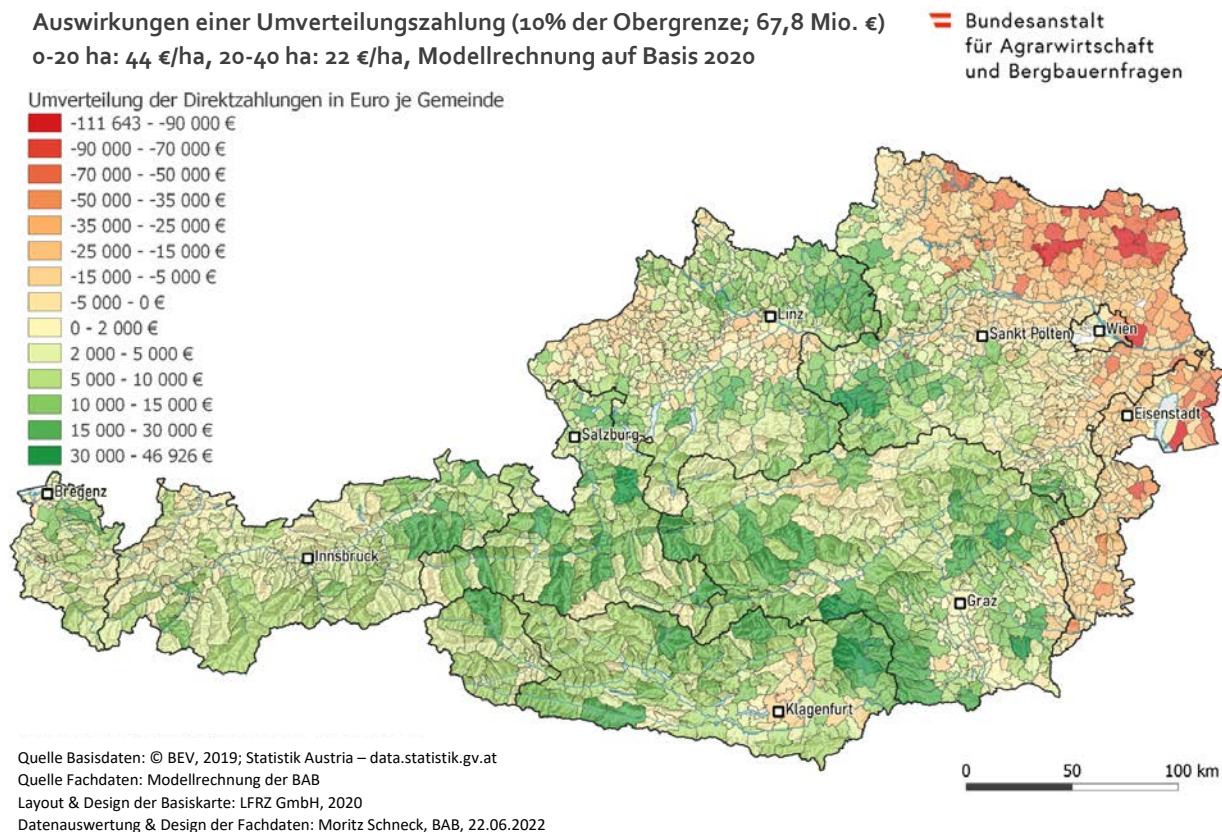 Auswirkungen einer Umverteilungszahlung (10% der Obergrenze; 67,8 Mio. €)
0-20 ha: 44 €/ha, 20-40 ha: 22 €/ha, Modellrechnung auf Basis 2020
Bundesanstalt
für Agrarwirtschaft
und Bergbauernfragen
Umverteilung der Direktzahlungen in Euro je Gemeinde
-111 643 - -90 000 €
-90 000 - -70 000 €
-70 000 - -50 000 €
-50 000 - -35 000 €
-35 000 - -25 000 €
-25 000 - -15 000 €
-15 000 - -5 000 €
-5 000 - 0 €
0 - 2 000 €
2 000 - 5 000 €
5 000 - 10 000 €
10 000 - 15 000 €
15 000 - 30 000 €
30 000 - 46 926 €
Linz
Sankt Pölten
Wien
Eisenstadt
Salzburg
Bregenz
Innsbruck
Graz
Klagenfurt
Quelle Basisdaten: © BEV, 2019; Statistik Austria – data.statistik.gv.at
Quelle Fachdaten: Modellrechnung der BAB
Layout & Design der Basiskarte: LFRZ GmbH, 2020
Datenauswertung & Design der Fachdaten: Moritz Schneck, BAB, 22.06.2022
0 50 100 km